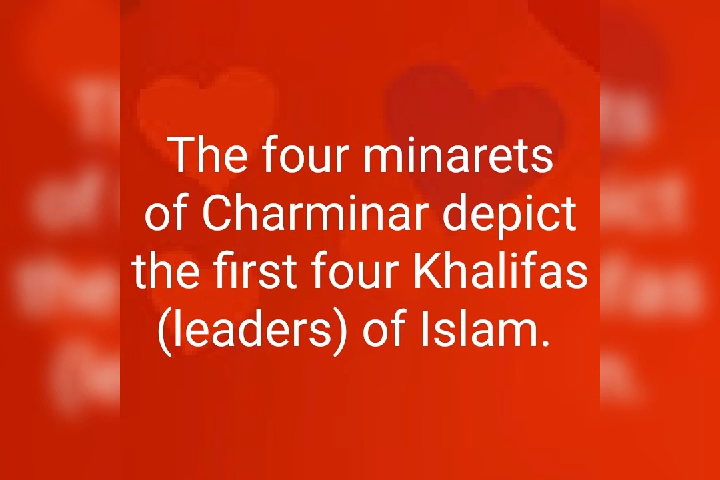 The four minarets
of Charminar depict
the first four Khalifas
(leaders) of Islam.